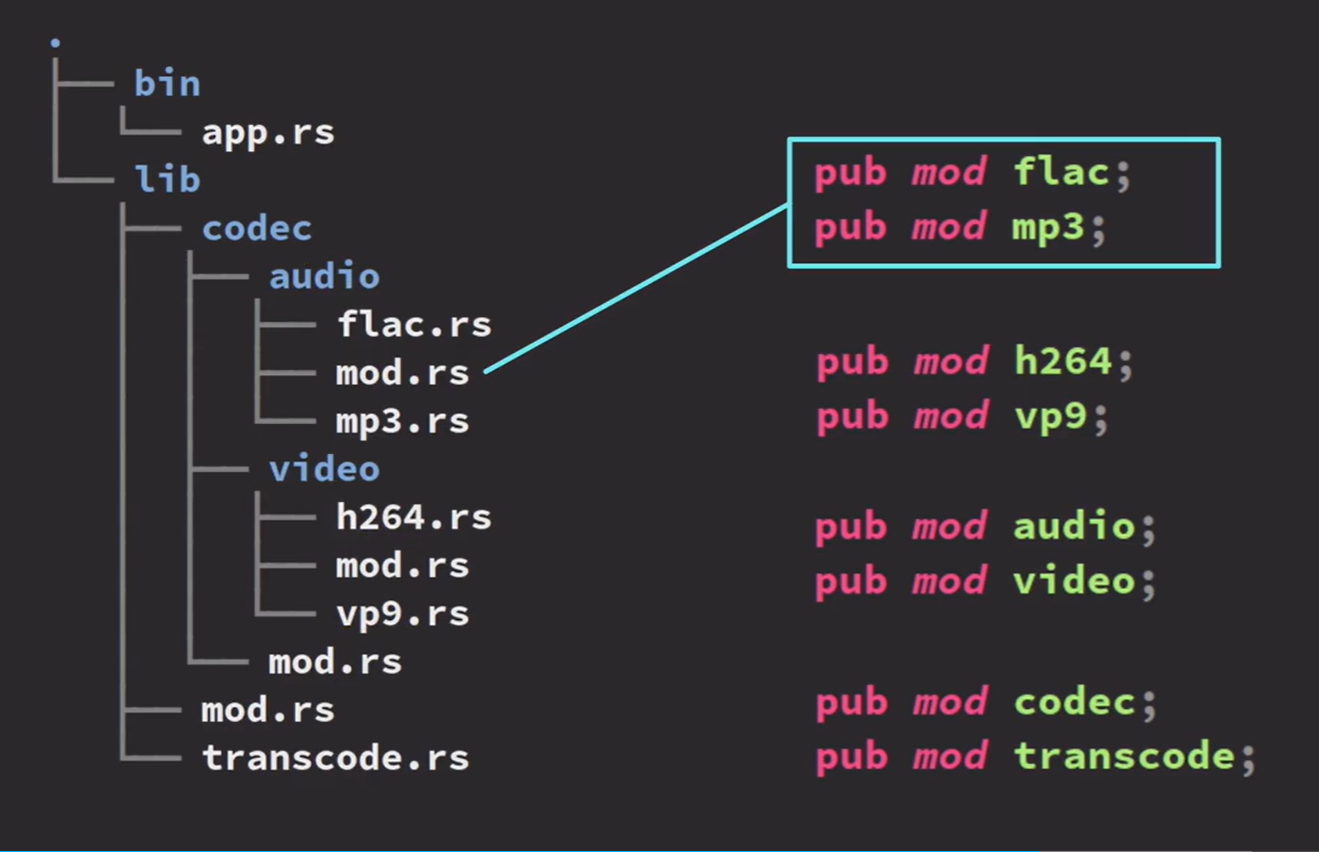 .
bin
app.rs
lib
codec
audio
flac.rs
mod.rs
mp3.rs
video
h264.rs
mod.rs
vp9.rs
mod.rs
mod.rs
transcode.rs
pub mod flac;
pub mod mp3;
pub mod h264;
pub mod vp9;
pub mod audio;
pub mod video;
pub mod codec;
pub mod transcode;